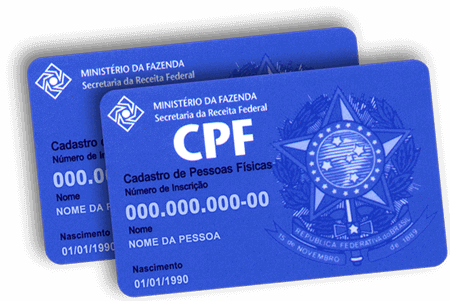 MINISTÉRIO DA FAZENDA
Secretaria da Receita Federal
Cadastro
Número de
000.
Nome
NOME DA
Nascimento
01/01/1990
MINISTÉRIO DA FAZENDA
Secretaria da Receita Federal
CPF
Cadastro de Pessoas Físicas
Número de Inscrição
000.000.000-00
Nome
NOME DA PESSOA
Nascimento
01/01/1990
REPÚBLICA FEDERATIVA DO BRASIL
15 de NOVEMBRO de 1889